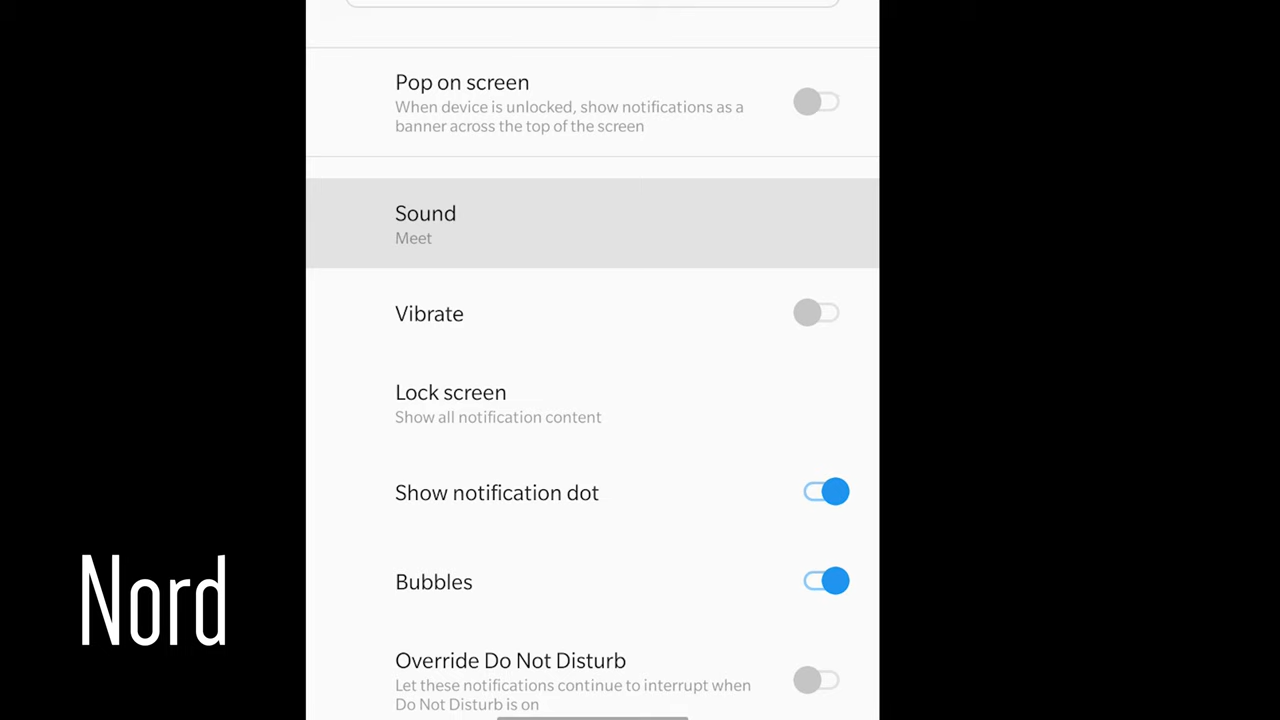 Pop on screen
When device is unlocked, show notifications as a
banner across the top of the screen
Sound
Meet
Vibrate
Lock screen
Show all notification content
Show notification dot
Bubbles
Override Do Not Disturb
Let these notifications continue to interrupt when
Do Not Disturb is on
Nord